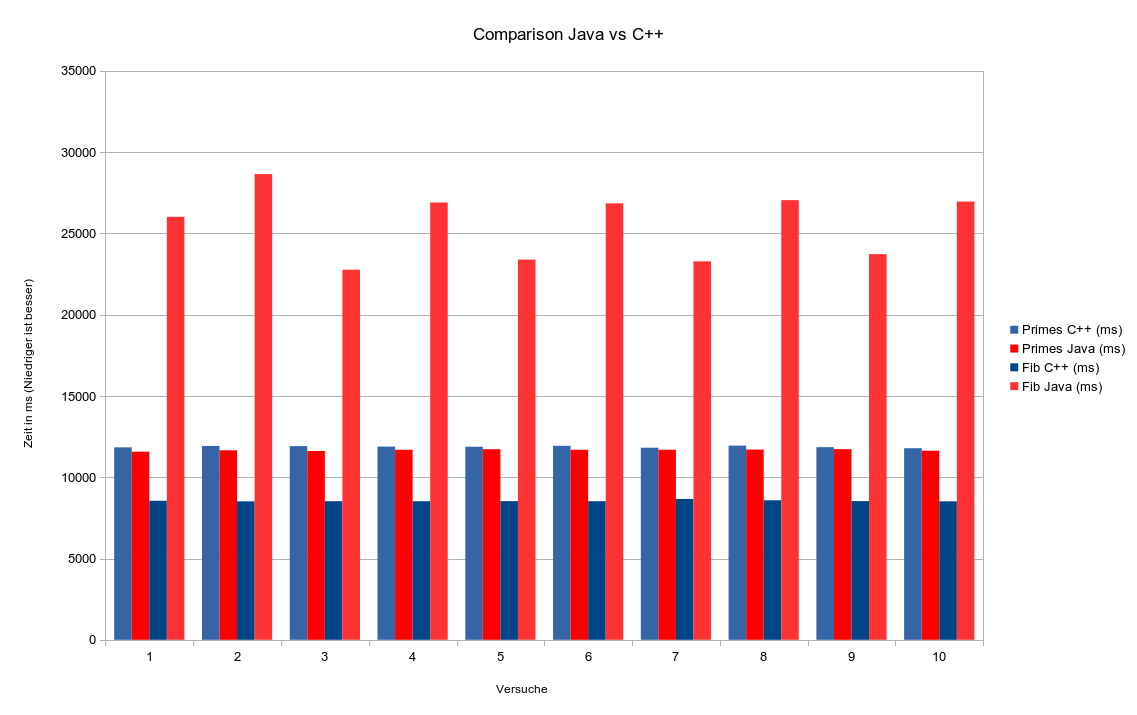 Comparison Java vs C++
35000
30000
25000
20000
15000
10000
5000
0
Zeit in ms (Niedriger ist besser)
1 2 3 4 5 6 7 8 9 10
Versuche
Primes C++ (ms)
Primes Java (ms)
Fib C++ (ms)
Fib Java (ms)